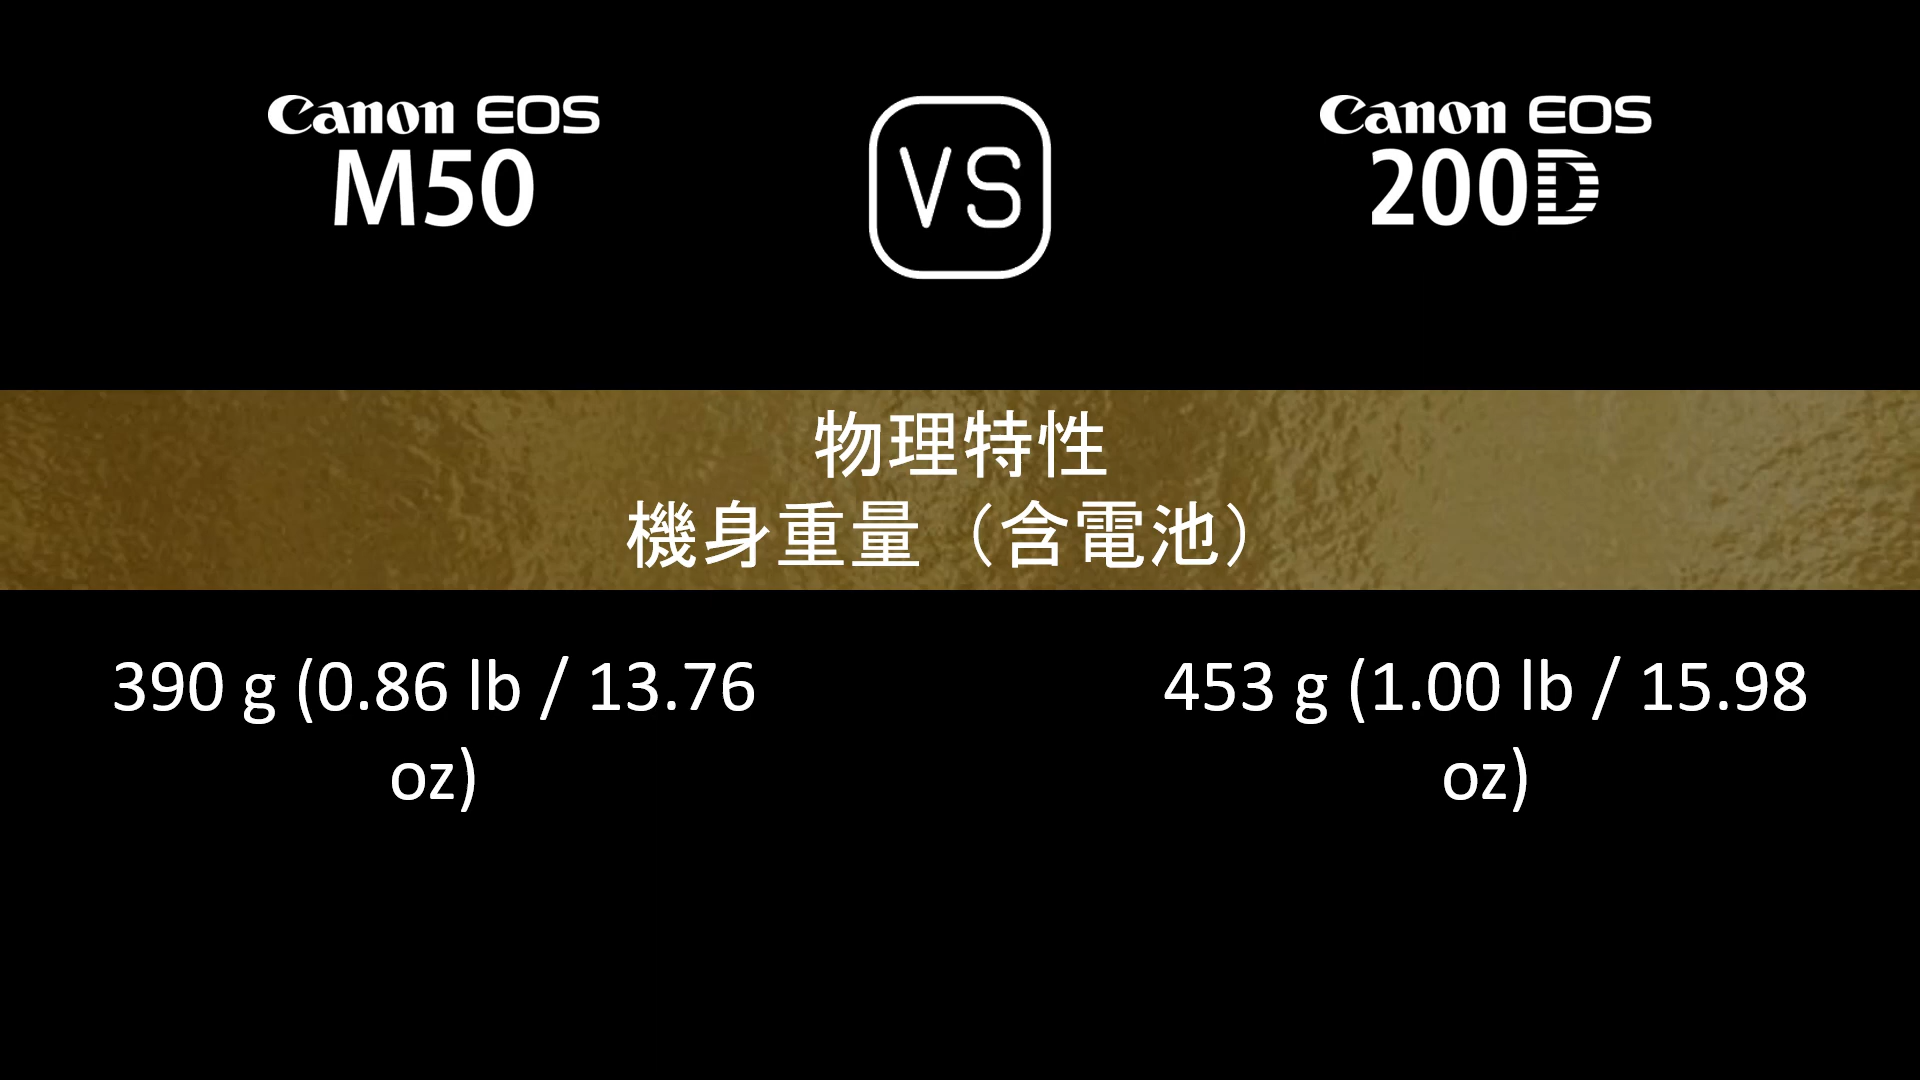 Canon EOS
M50
VS
Canon EOS
200D
物理特性
機身重量（含電池）
390 g (0.86 lb / 13.76
oz)
453 g (1.00 lb / 15.98
oz)